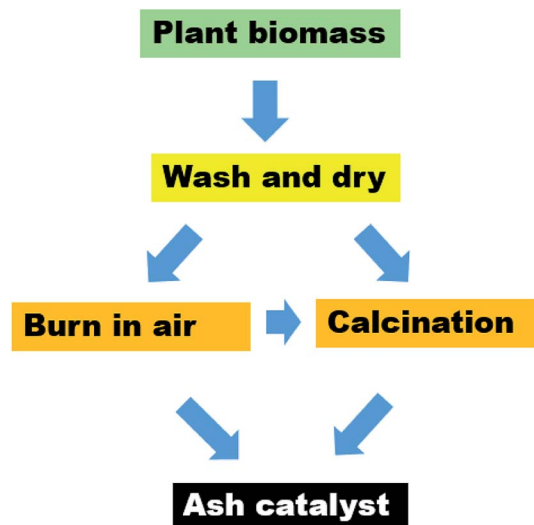 Plant biomass
Wash and dry
Burn in air
Calcination
Ash catalyst